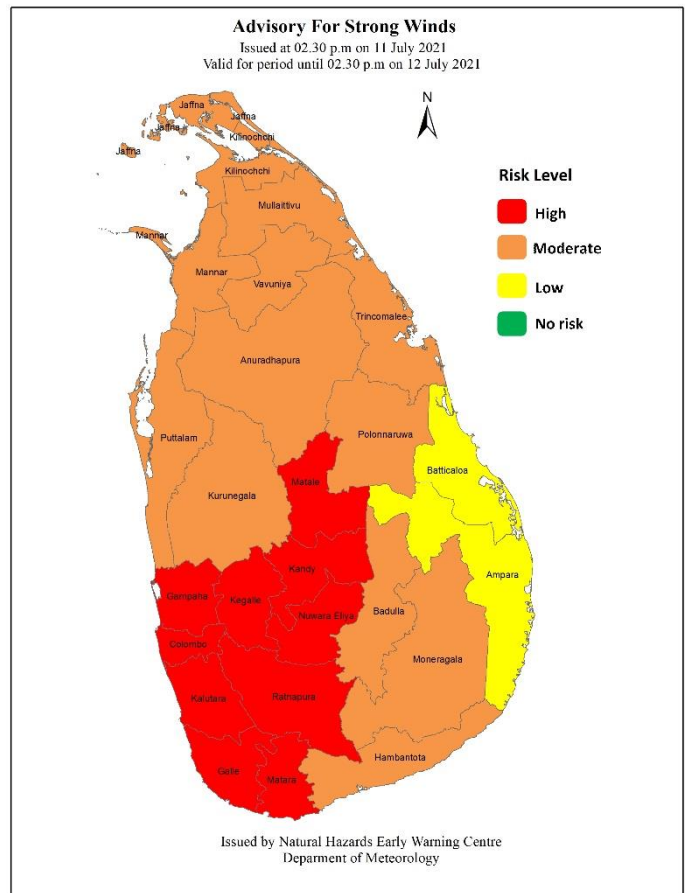 Advisory For Strong Winds
Issued at 02.30 p.m on 11 July 2021
Valid for period until 02.30 p.m on 12 July 2021
N
Jaffna
Jaffna
Jaffna
Kilinochchi
Jaffna
Kilinochchi
Risk Level
High
Mullaittivu
Mannar
Moderate
Mannar
Vavuniya
Low
Trincomalee
No risk
Anuradhapura
Puttalam
Polonnaruwa
Batticaloa
Matale
Kurunegala
Kandy
Ampara
Gampaha
Kegalle
Badulla
Nuwara Eliya
Colombo
Moneragala
Kalutara
Ratnapura
Hambantota
Galle
Matara
Issued by Natural Hazards Early Warning Centre
Deparment of Meteorology